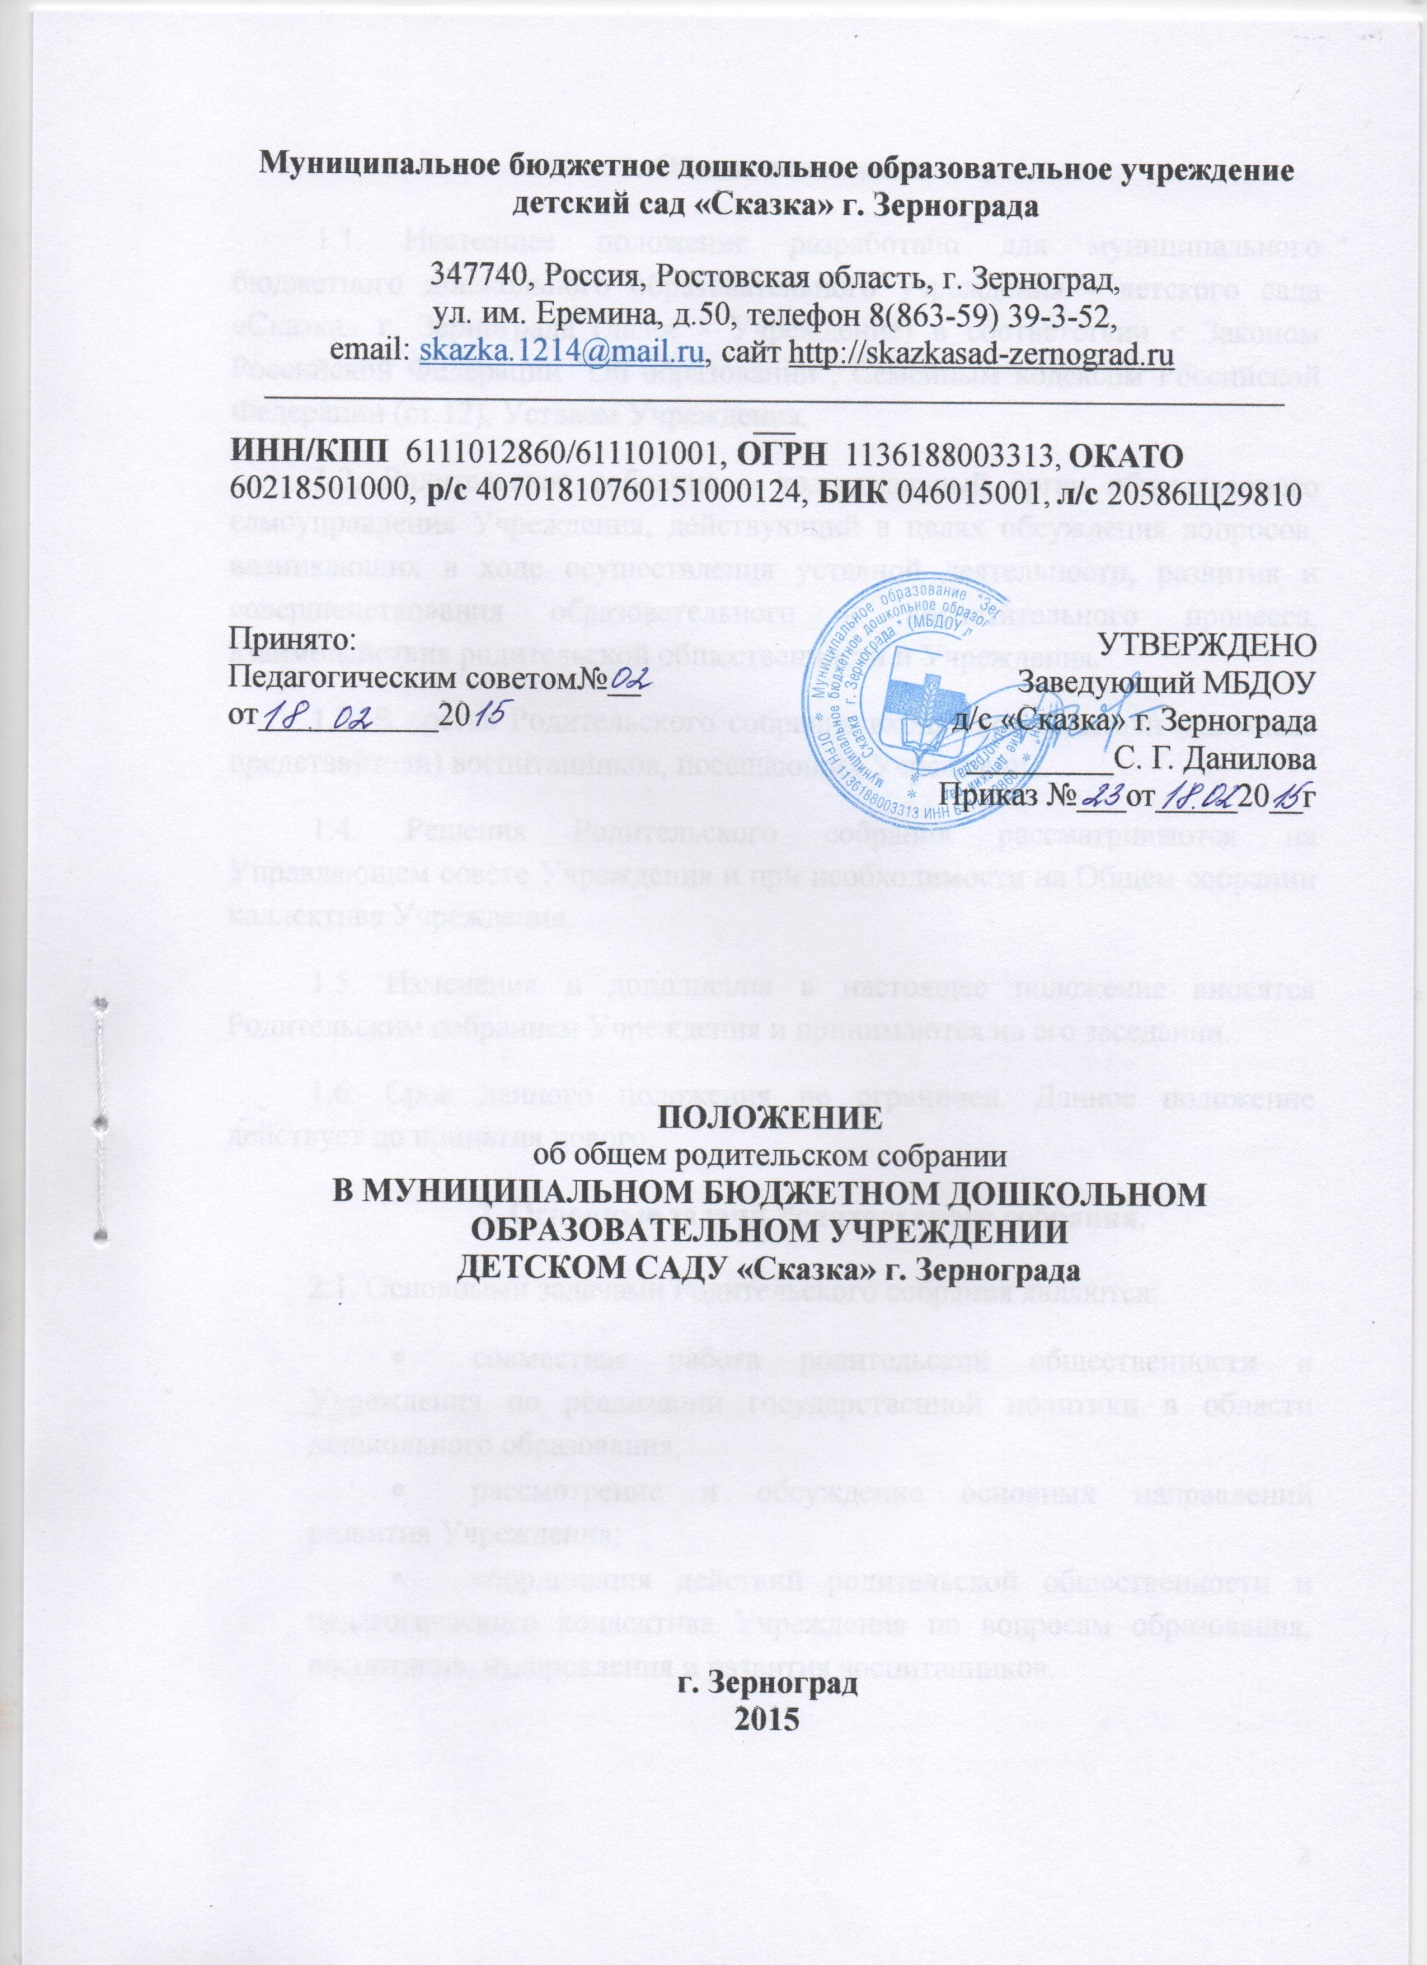 Муниципальное бюджетное дошкольное образовательное учреждение
детский сад «Сказка» г. Зернограда
347740, Россия, Ростовская область, г. Зерноград,
ул. им. Еремина, д.50, телефон 8(863-59) 39-3-52,
email: skazka.1214@mail.ru, сайт http://skazkasad-zernograd.ru
ИНН/КПП 6111012860/611101001, ОГРН 1136188003313, ОКАТО
60218501000, р/с 40701810760151000124, БИК 046015001, л/с 20586Щ29810
Принято:
Педагогическим советом№02
от 18 02 2015
УТВЕРЖДЕНО
Заведующий МБДОУ
д/с «Сказка» г. Зернограда
С. Г. Данилова
Приказ № 23 от 18.02 2015г
ПОЛОЖЕНИЕ
об общем родительском собрании
В МУНИЦИПАЛЬНОМ БЮДЖЕТНОМ ДОШКОЛЬНОМ
ОБРАЗОВАТЕЛЬНОМ УЧРЕЖДЕНИИ
ДЕТСКОМ САДУ «Сказка» г. Зернограда
г. Зерноград
2015